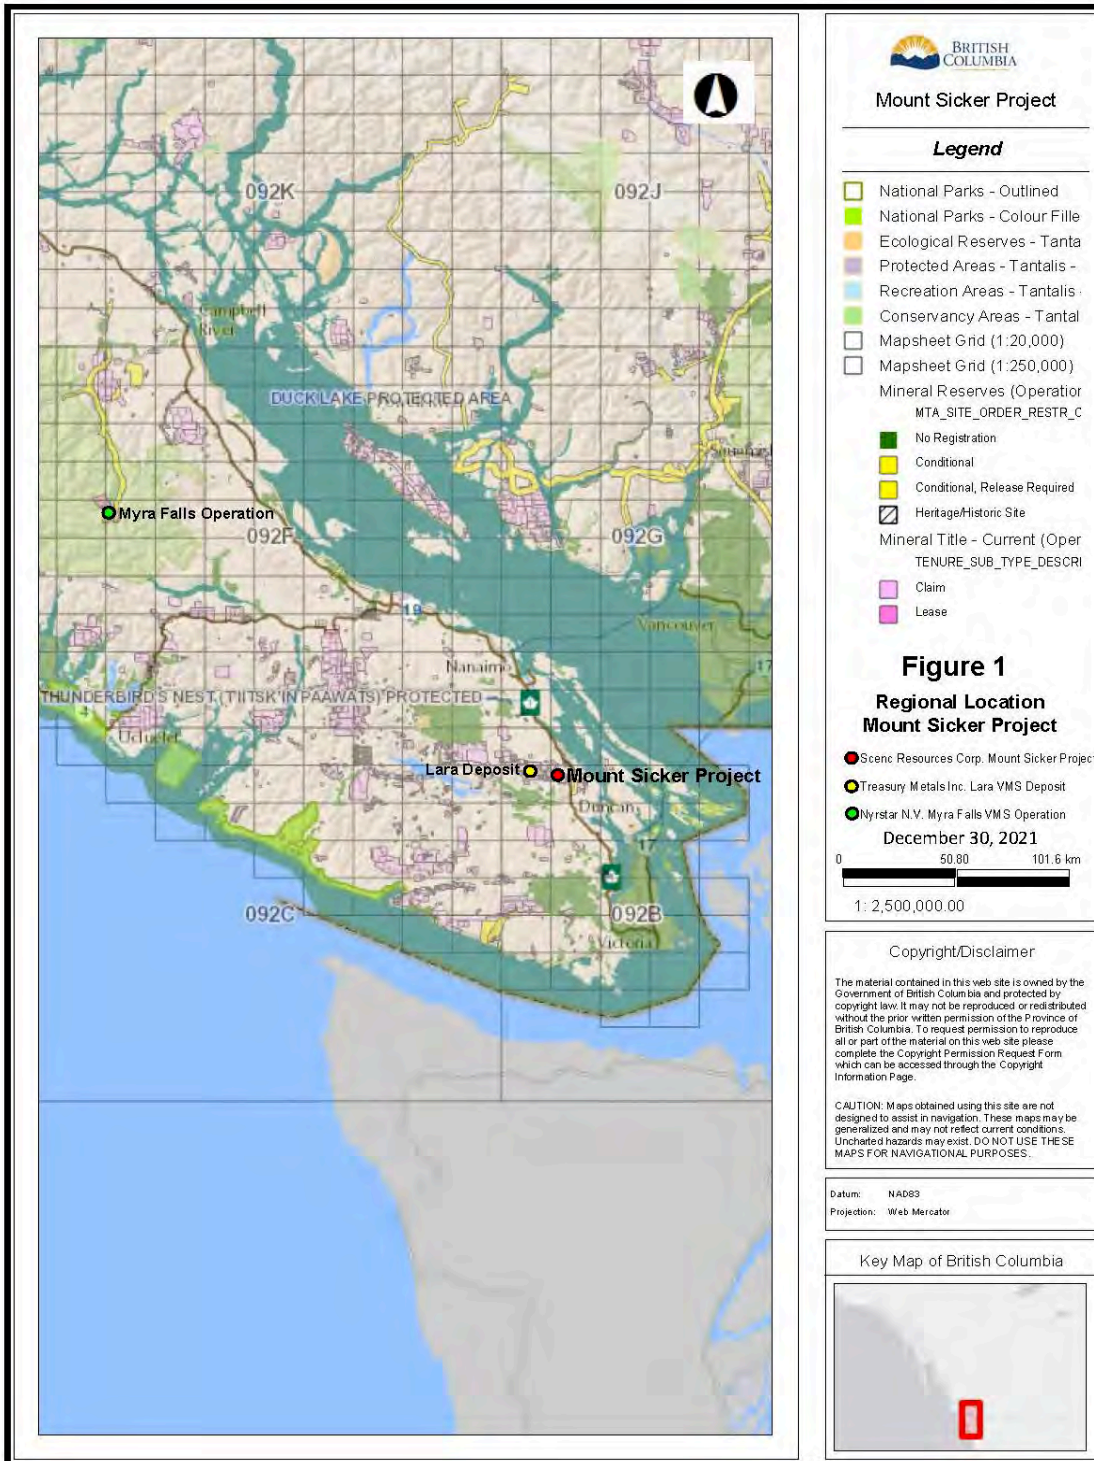 092K
092J
Campbell
River
DUCK LAKE PROTECTED AREA
Squamish
Myra Falls Operation
092F
092G
19
Vancouver
17
Nanaimo
THUNDERBIRD'S NEST (T'IITSK'IN PAAWATS) PROTECTED
4
Ucluelet
Lara Deposit
Mount Sicker Project
Duncan
17
092C
092B
Victoria
BRITISH
COLUMBIA
Mount Sicker Project
Legend
National Parks - Outlined
National Parks - Colour Fille
Ecological Reserves - Tanta
Protected Areas - Tantalis -
Recreation Areas - Tantalis
Conservancy Areas - Tantal
Mapsheet Grid (1:20,000)
Mapsheet Grid (1:250,000)
Mineral Reserves (Operation
MTA_SITE_ORDER_RESTR_C
No Registration
Conditional
Conditional, Release Required
Heritage/Historic Site
Mineral Title - Current (Oper
TENURE_SUB_TYPE_DESCRI
Claim
Lease
Figure 1
Regional Location
Mount Sicker Project
Scenc Resources Corp. Mount Sicker Project
Treasury Metals Inc. Lara VMS Deposit
Nyrstar N.V. Myra Falls VMS Operation
December 30, 2021
0 50.80 101.6 km
1: 2,500,000.00
Copyright/Disclaimer
The material contained in this web site is owned by the
Government of British Columbia and protected by
copyright law. It may not be reproduced or redistributed
without the prior written permission of the Province of
British Columbia. To request permission to reproduce
all or part of the material on this web site please
complete the Copyright Permission Request Form
which can be accessed through the Copyright
Information Page.
CAUTION: Maps obtained using this site are not
designed to assist in navigation. These maps may be
generalized and may not reflect current conditions.
Uncharted hazards may exist. DO NOT USE THESE
MAPS FOR NAVIGATIONAL PURPOSES.
Datum: NAD83
Projection: Web Mercator
Key Map of British Columbia